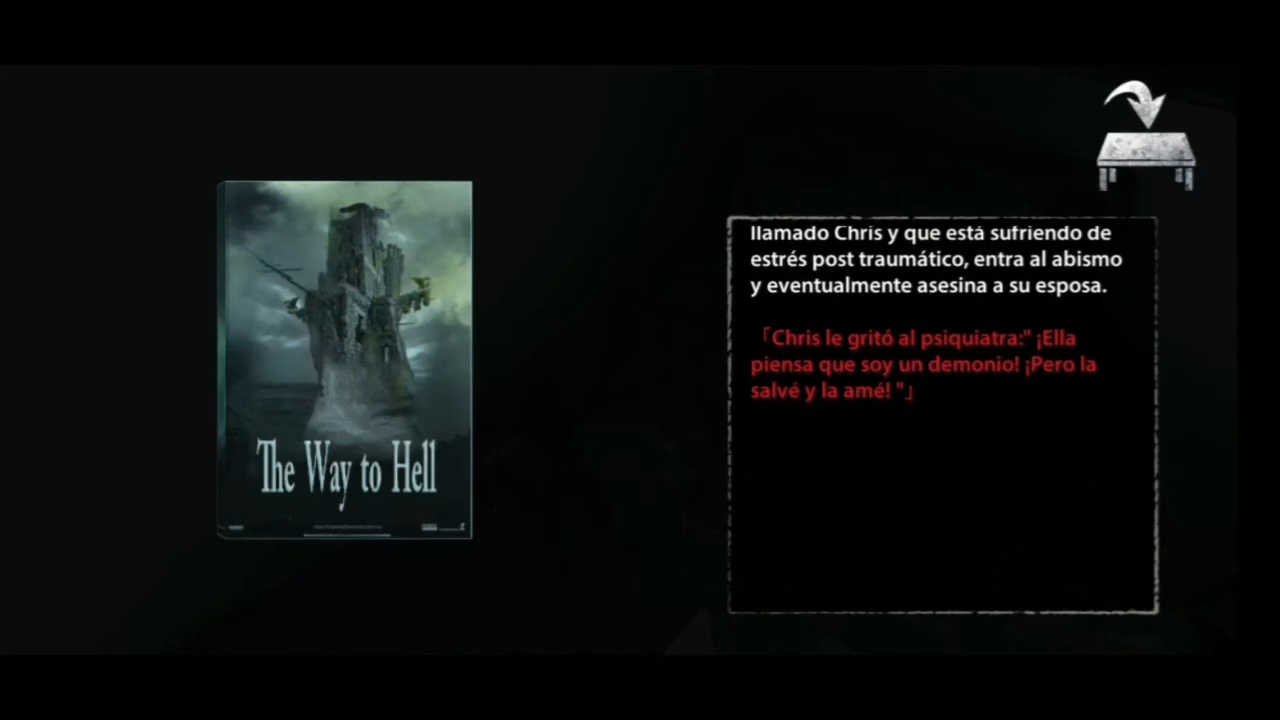 The Way to Hell
llamado Chris y que está sufriendo de
estrés post traumático, entra al abismo
y eventualmente asesina a su esposa.
「Chris le gritó al psiquiatra:" ¡Ella
piensa que soy un demonio! ¡Pero la
salvé y la amé! "」